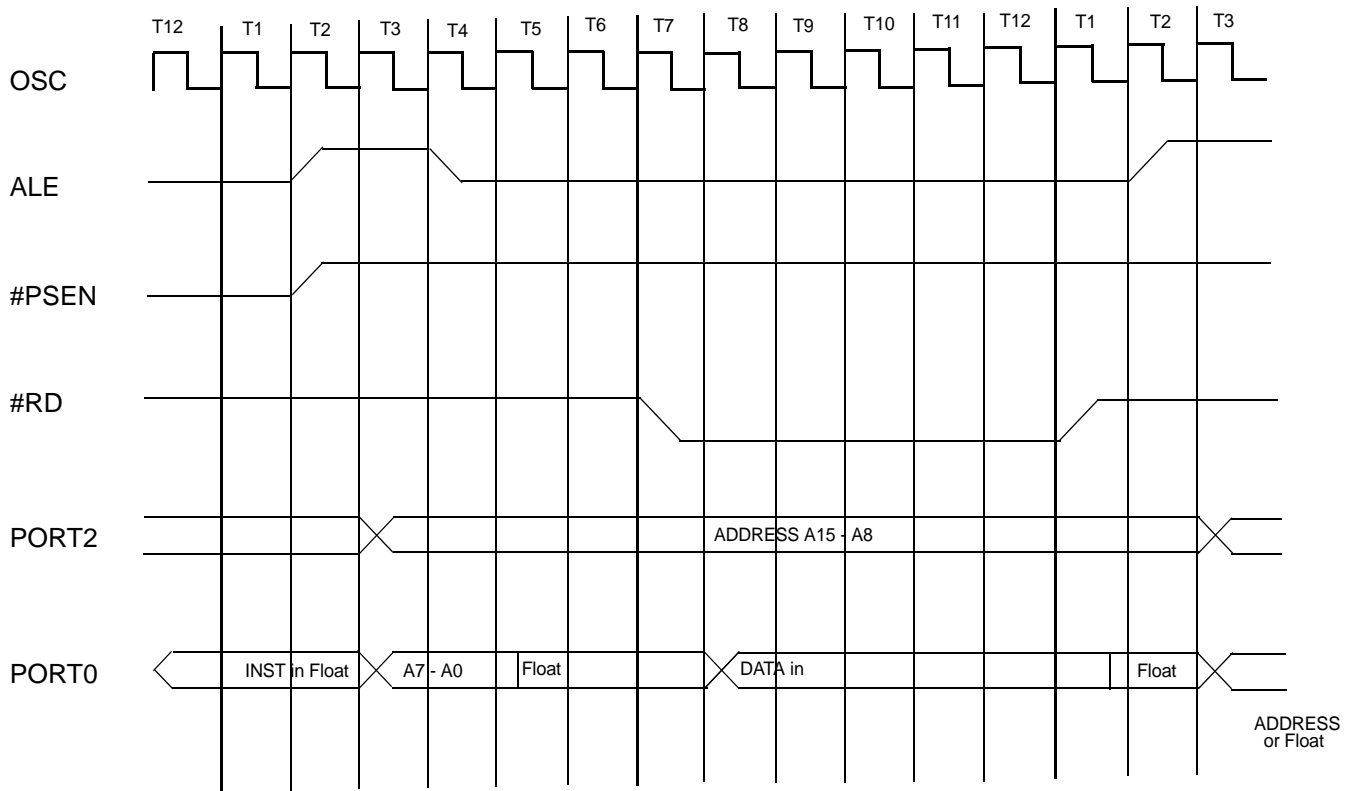 T12 T1 T2 T3 T4 T5 T6 T7 T8 T9 T10 T11 T12 T1 T2 T3
OSC
ALE
#PSEN
#RD
PORT2 ADDRESS A15 - A8
PORT0 INST in Float A7 - A0 Float DATA in Float
ADDRESS
or Float